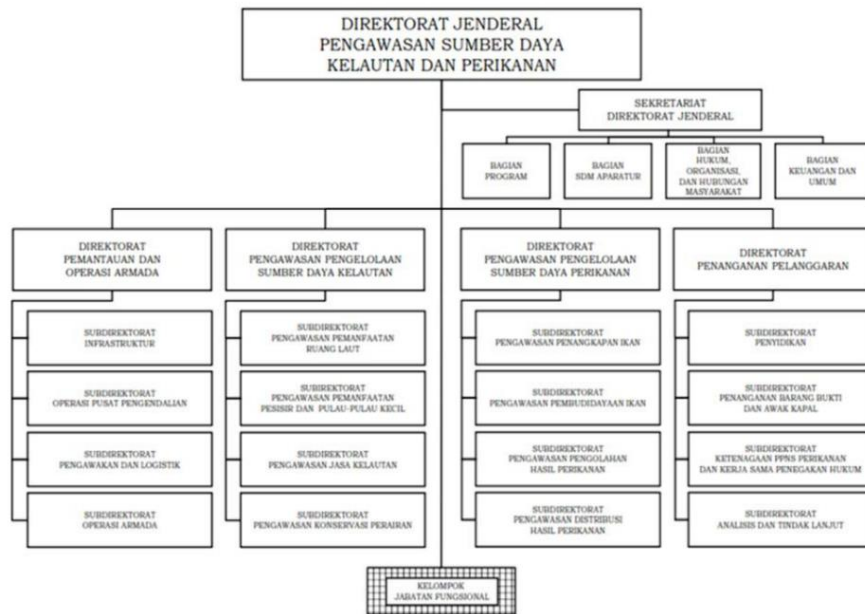 DIREKTORAT JENDERAL
PENGAWASAN SUMBER DAYA
KELAUTAN DAN PERIKANAN
SEKRETARIAT
DIREKTORAT JENDERAL
BAGIAN
PROGRAM
BAGIAN
SDM APARATUR
BAGIAN
HUKUM,
ORGANISASI,
DAN HUBUNGAN
MASYARAKAT
BAGIAN
KEUANGAN DAN
UMUM
DIREKTORAT
PEMANTAUAN DAN
OPERASI ARMADA
DIREKTORAT
PENGAWASAN PENGELOLAAN
SUMBER DAYA KELAUTAN
DIREKTORAT
PENGAWASAN PENGELOLAAN
SUMBER DAYA PERIKANAN
DIREKTORAT
PENANGANAN PELANGGARAN
SUBDIREKTORAT
INFRASTRUKTUR
SUBDIREKTORAT
PENGAWASAN PEMANFAATAN
RUANG LAUT
SUBDIREKTORAT
PENGAWASAN PENANGKAPAN IKAN
SUBDIREKTORAT
PENYIDIKAN
SUBDIREKTORAT
OPERASI PUSAT PENGENDALIAN
SUBIREKTORAT
PENGAWASAN PEMANFAATAN
PESISIR DAN PULAU-PULAU KECIL
SUBDIREKTORAT
PENGAWASAN PEMBUDIDAYAAN IKAN
SUBDIREKTORAT
PENANGANAN BARANG BUKTI
DAN AWAK KAPAL
SUBDIREKTORAT
PENGAWAKAN DAN LOGISTIK
SUBDIREKTORAT
PENGAWASAN JASA KELAUTAN
SUBDIREKTORAT
PENGAWASAN PENGOLAHAN
HASIL PERIKANAN
SUBDIREKTORAT
KETENAGAAN PPNS PERIKANAN
DAN KERJA SAMA PENEGAKAN HUKUM
SUBDIREKTORAT
OPERASI ARMADA
SUBDIREKTORAT
PENGAWASAN KONSERVASI PERAIRAN
SUBDIREKTORAT
PENGAWASAN DISTRIBUSI
HASIL PERIKANAN
SUBDIREKTORAT
ANALISIS DAN TINDAK LANJUT
KELOMPOK
JABATAN FUNGSIONAL